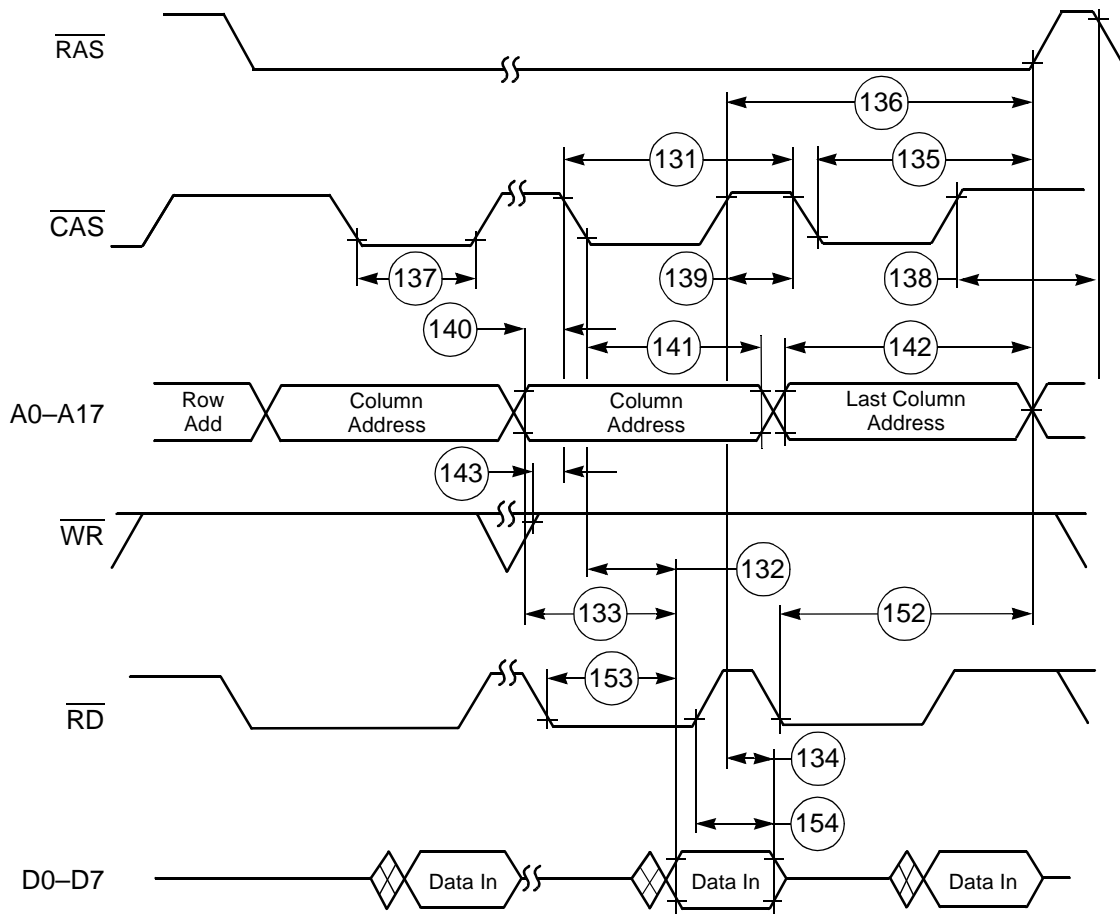 RAS
136
131
135
CAS
137
139
138
140
141
142
A0–A17
Row
Add
Column
Address
Column
Address
Last Column
Address
143
WR
132
133
152
153
RD
134
154
D0–D7
Data In
Data In
Data In